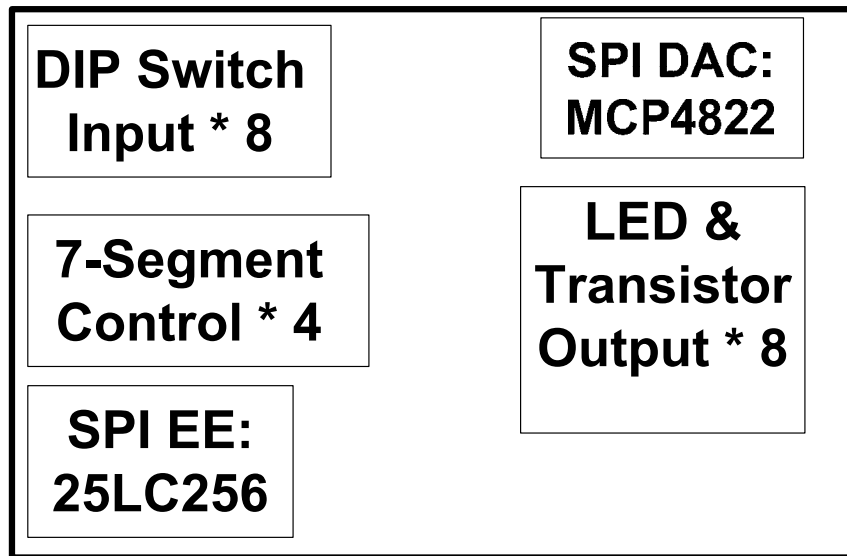 DIP Switch
Input * 8
7-Segment
Control * 4
SPI EE:
25LC256
SPI DAC:
MCP4822
LED &
Transistor
Output * 8